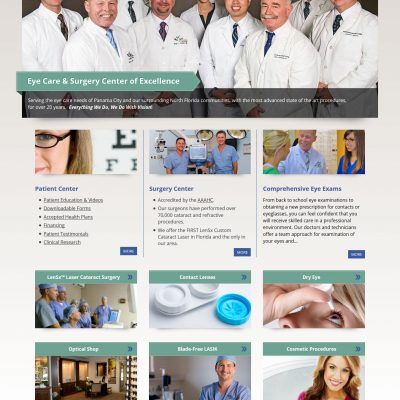 Eye Care & Surgery Center of Excellence
Serving the eye care needs of Panama City and our surrounding North Florida communities, with the most advanced state of the art procedures,
for over 20 years. Everything We Do, We Do With Vision!
Patient Center
• Patient Education & Videos
• Downloadable Forms
• Accepted Health Plans
• Financing
• Patient Testimonials
• Clinical Research
MORE
Surgery Center
• Accredited by the AAAHC.
• Our surgeons have performed over
70,000 cataract and refractive
procedures.
• We offer the FIRST LenSx Custom
Cataract Laser in Florida and the only in
our area.
MORE
Comprehensive Eye Exams
From back to school eye examinations to
obtaining a new prescription for contacts or
eyeglasses, you can feel confident that you
will receive skilled care in a professional
environment. Our doctors and technicians
offer a team approach for examination of
your eyes and...
MORE
LenSx™ Laser Cataract Surgery »
Contact Lenses »
Dry Eye »
Optical Shop »
Blade-Free LASIK »
Cosmetic Procedures »